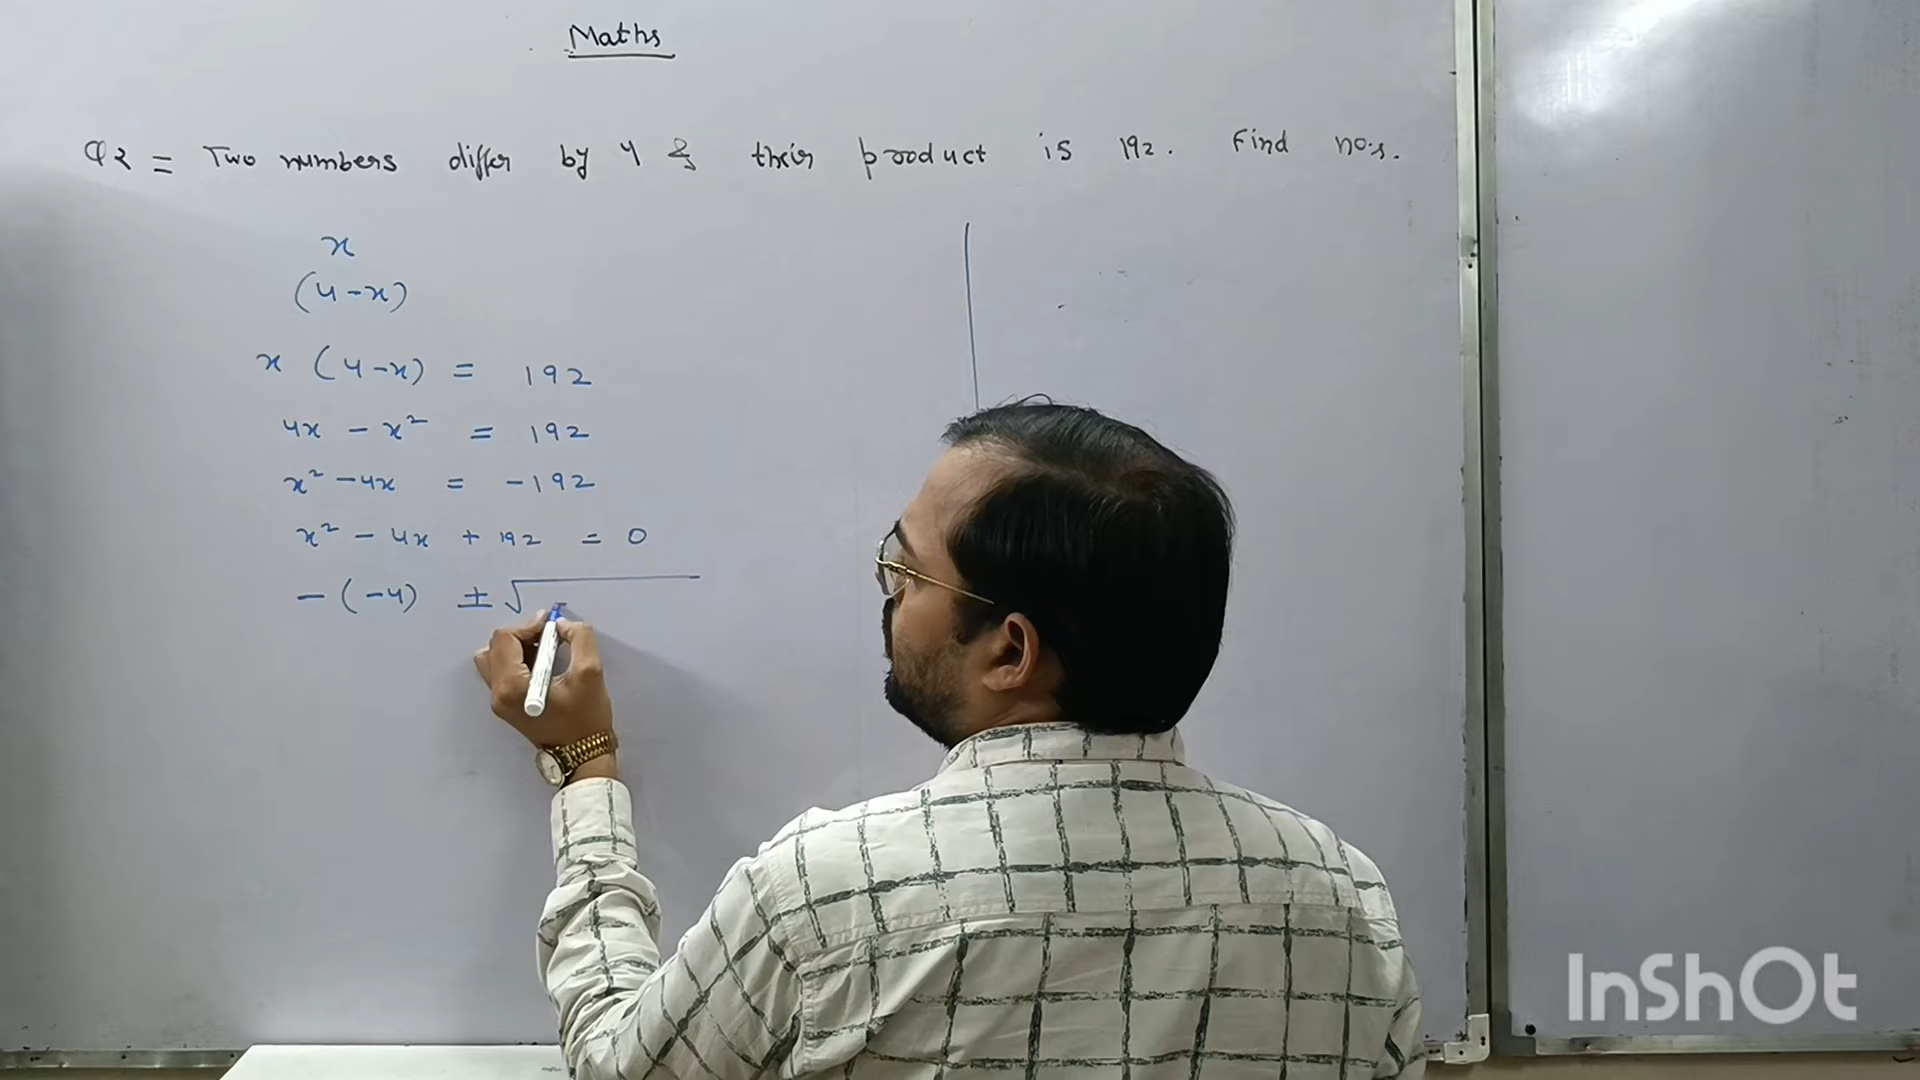 Maths
Q2 = Two numbers differ by 4 & their product is 192. Find no.s.
x
(4-x)
x (4-x) = 192
4x - x² = 192
x² - 4x = -192
x² - 4x + 192 = 0
- (-4) ± √
InShOt